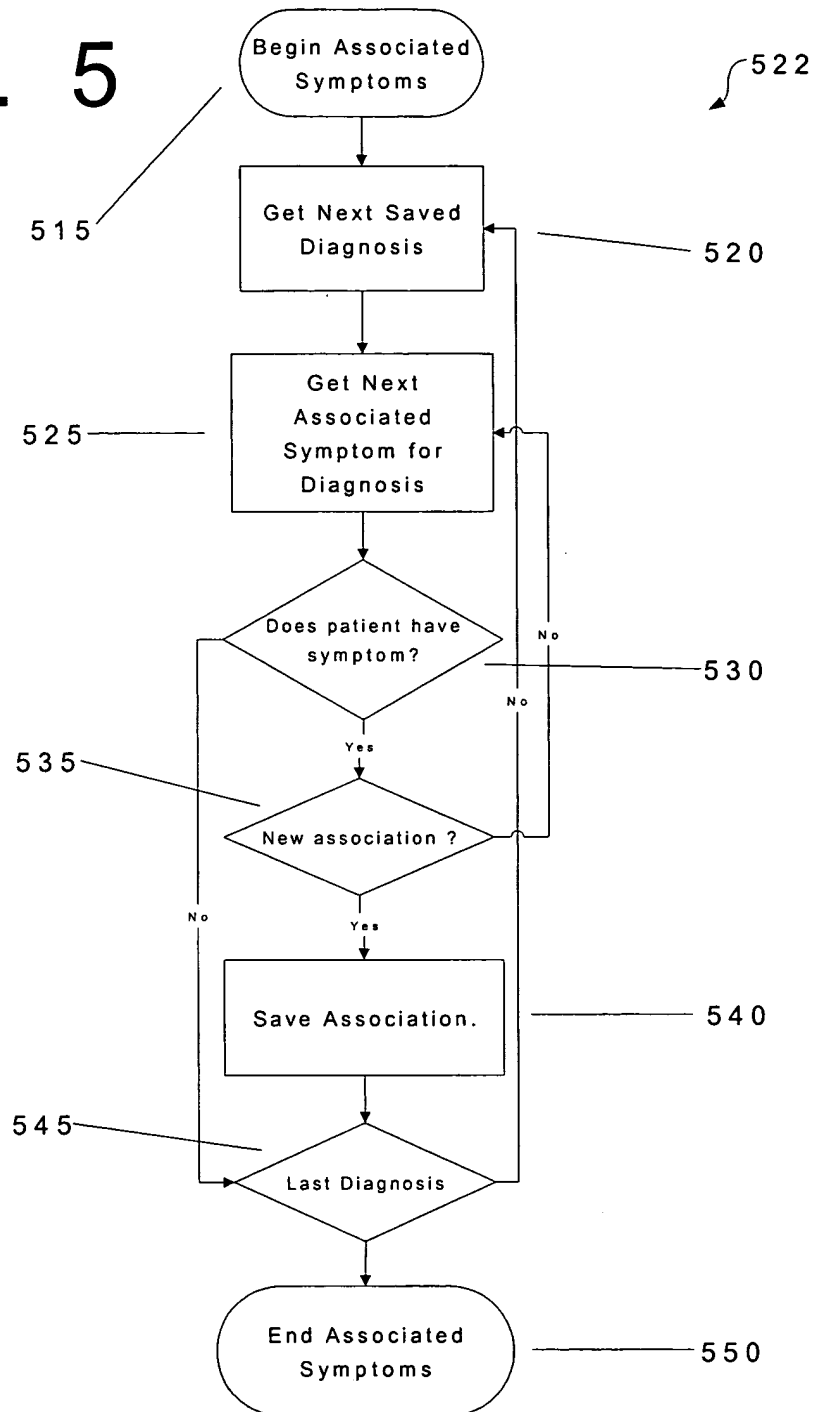 . 5
Begin Associated
Symptoms
522
515
Get Next Saved
Diagnosis
520
Get Next
Associated
Symptom for
Diagnosis
525
Does patient have
symptom?
No
530
No
Yes
535
New association ?
No
Yes
Save Association.
540
545
Last Diagnosis
End Associated
Symptoms
550